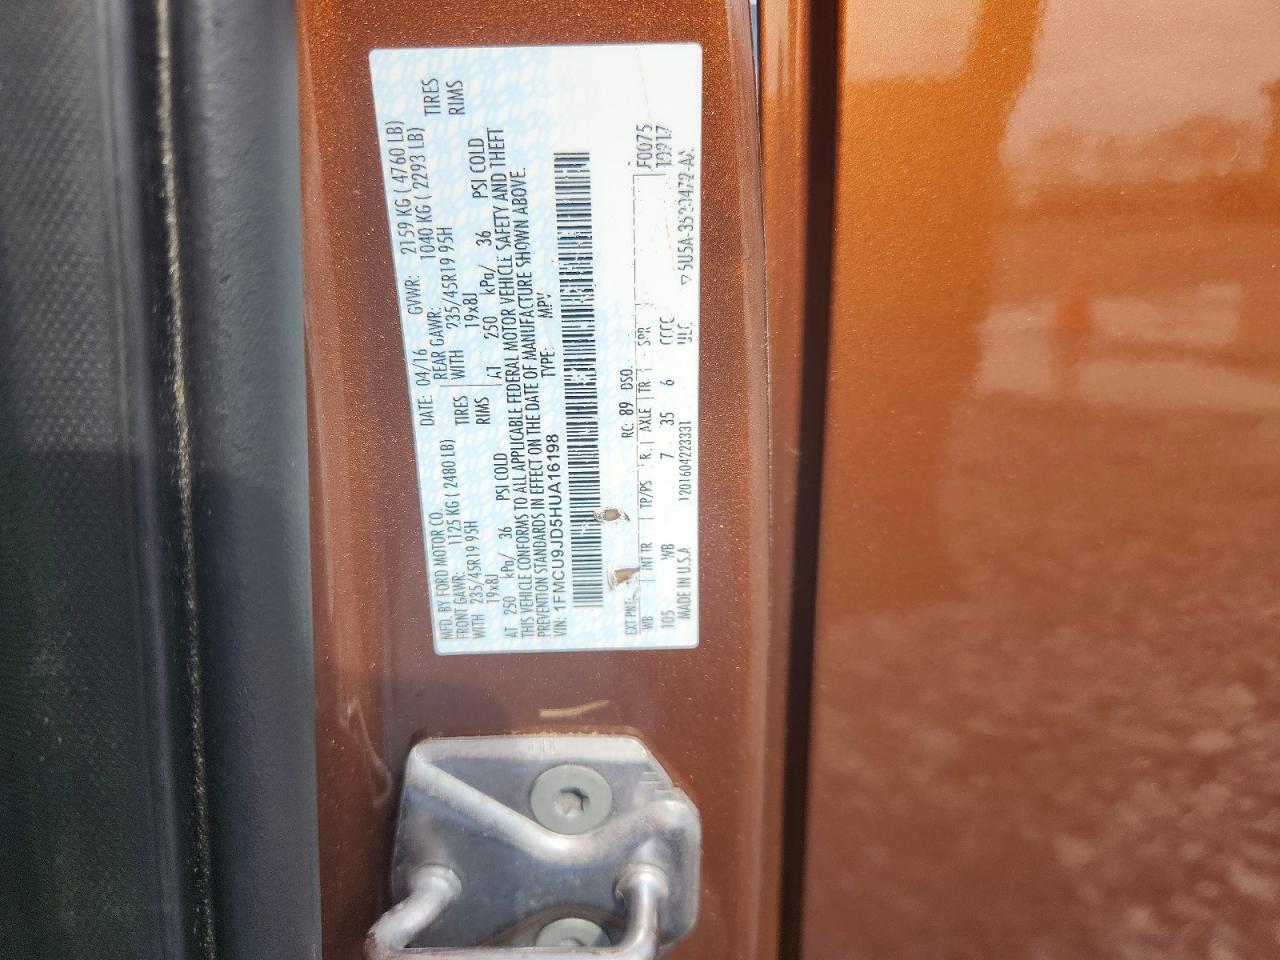 MFD. BY FORD MOTOR CO.
DATE: 04/16 GVWR: 2159 KG ( 4760 LB)
FRONT GAWR: 1125 KG ( 2480 LB) REAR GAWR: 1040 KG ( 2293 LB)
WITH 235/45R19 95H TIRES WITH 235/45R19 95H TIRES
19x8J RIMS 19x8J RIMS
AT 250 kPa/ 36 PSI COLD AT 250 kPa/ 36 PSI COLD
THIS VEHICLE CONFORMS TO ALL APPLICABLE FEDERAL MOTOR VEHICLE SAFETY AND THEFT
PREVENTION STANDARDS IN EFFECT ON THE DATE OF MANUFACTURE SHOWN ABOVE.
VIN: 1FMCU9JD5HUA16198 TYPE: MPV
EXT PNT: RC: 89 DSO: F0075
WB INT TR TP/PS R. AXLE TR SPR
105 WB 7 35 6 CCCC
MADE IN U.S.A 1201604223331 ULC